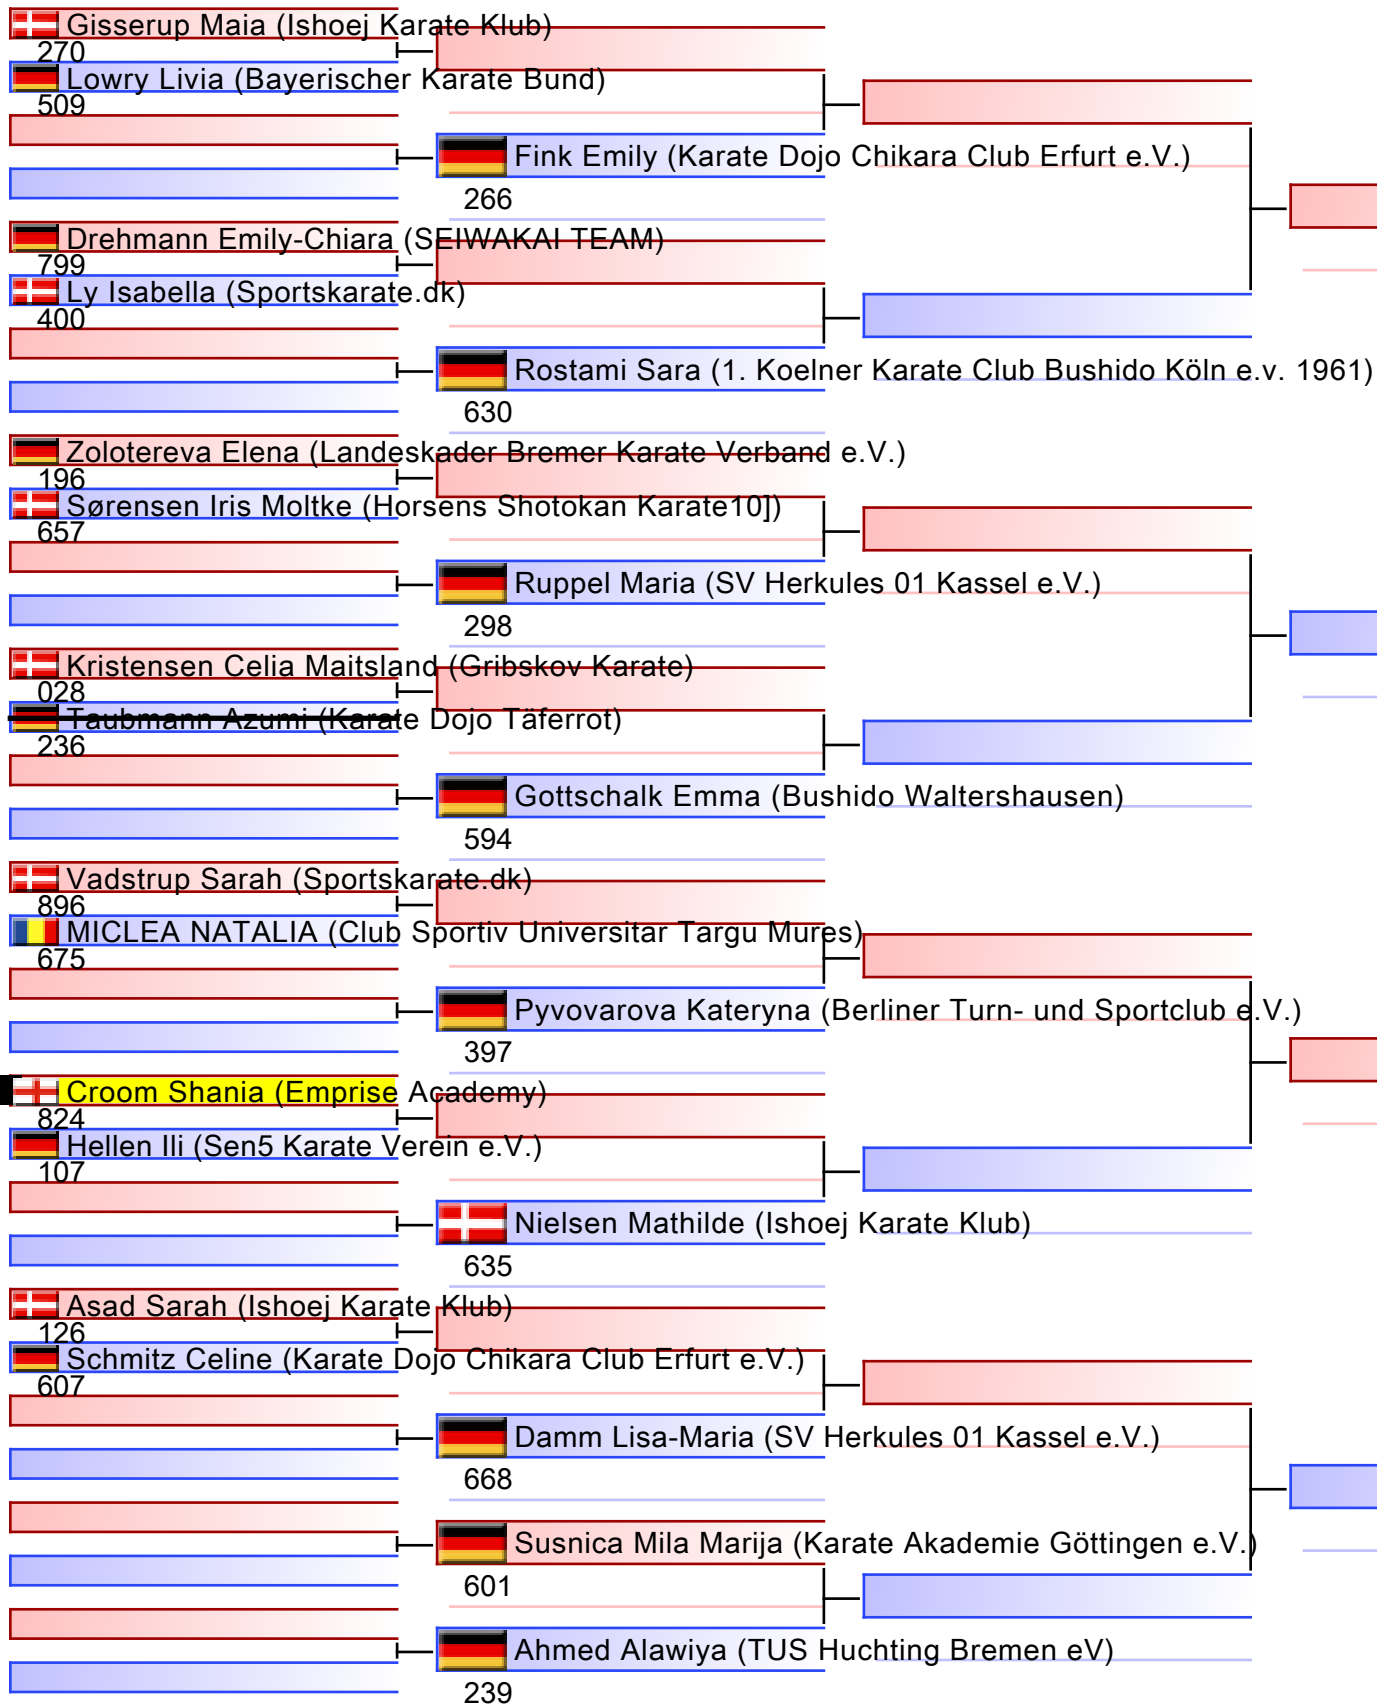 Gisserup Maia (Ishoej Karate Klub)
270
Lowry Livia (Bayerischer Karate Bund)
509
Fink Emily (Karate Dojo Chikara Club Erfurt e.V.)
266
Drehmann Emily-Chiara (SEIWAKAI TEAM)
799
Ly Isabella (Sportskarate.dk)
400
Rostami Sara (1. Koelner Karate Club Bushido Köln e.v. 1961)
630
Zolotereva Elena (Landeskader Bremer Karate Verband e.V.)
196
Sørensen Iris Moltke (Horsens Shotokan Karate10])
657
Ruppel Maria (SV Herkules 01 Kassel e.V.)
298
Kristensen Celia Maitsland (Gribskov Karate)
028
Taubmann Azumi (Karate Dojo Täferrot)
236
Gottschalk Emma (Bushido Waltershausen)
594
Vadstrup Sarah (Sportskarate.dk)
896
MICLEA NATALIA (Club Sportiv Universitar Targu Mures)
675
Pyvovarova Kateryna (Berliner Turn- und Sportclub e.V.)
397
Croom Shania (Emprise Academy)
824
Hellen Ili (Sen5 Karate Verein e.V.)
107
Nielsen Mathilde (Ishoej Karate Klub)
635
Asad Sarah (Ishoej Karate Klub)
126
Schmitz Celine (Karate Dojo Chikara Club Erfurt e.V.)
607
Damm Lisa-Maria (SV Herkules 01 Kassel e.V.)
668
Susnica Mila Marija (Karate Akademie Göttingen e.V.)
601
Ahmed Alawiya (TUS Huchting Bremen eV)
239